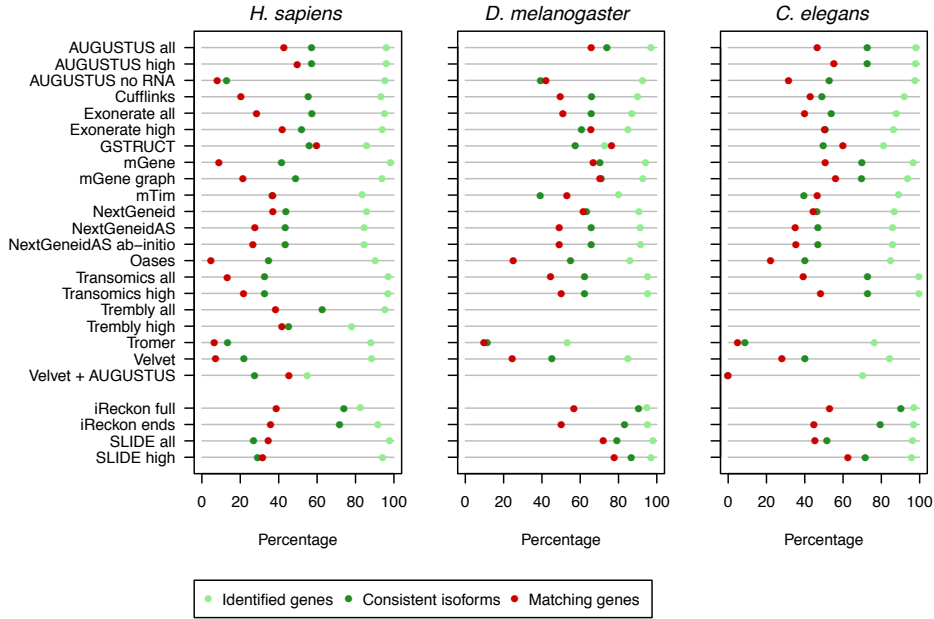 H. sapiens D. melanogaster C. elegans
AUGUSTUS all
AUGUSTUS high
AUGUSTUS no RNA
Cufflinks
Exonerate all
Exonerate high
GSTRUCT
mGene
mGene graph
mTim
NextGeneid
NextGeneidAS
NextGeneidAS ab−initio
Oases
Transomics all
Transomics high
Trembly all
Trembly high
Tromer
Velvet
Velvet + AUGUSTUS
iReckon full
iReckon ends
SLIDE all
SLIDE high
0 20 40 60 80 100 0 20 40 60 80 100 0 20 40 60 80 100
Percentage Percentage Percentage
Identified genes Consistent isoforms Matching genes